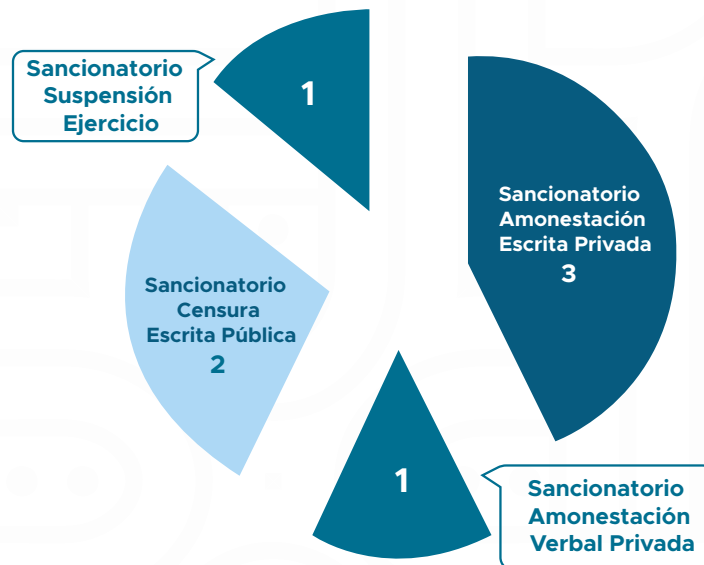 Sancionatorio
Suspensión
Ejercicio
1
Sancionatorio
Amonestación
Escrita Privada
3
Sancionatorio
Censura
Escrita Pública
2
1
Sancionatorio
Amonestación
Verbal Privada